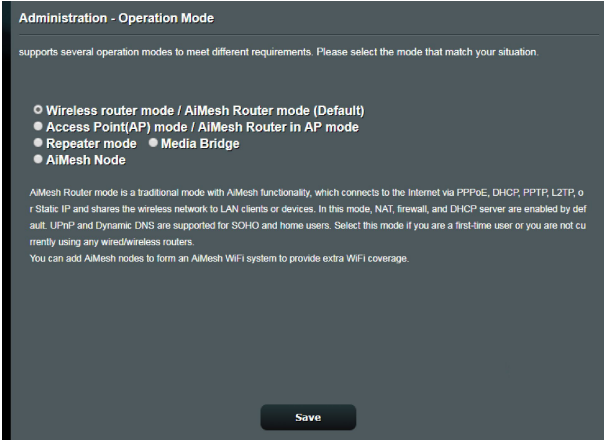 Administration - Operation Mode
supports several operation modes to meet different requirements. Please select the mode that match your situation.
Wireless router mode / AiMesh Router mode (Default)
Access Point(AP) mode / AiMesh Router in AP mode
Repeater mode Media Bridge
AiMesh Node
AiMesh Router mode is a traditional mode with AiMesh functionality, which connects to the Internet via PPPoE, DHCP, PPTP, L2TP, o
r Static IP and shares the wireless network to LAN clients or devices. In this mode, NAT, firewall, and DHCP server are enabled by def
ault. UPnP and Dynamic DNS are supported for SOHO and home users. Select this mode if you are a first-time user or you are not cu
rrently using any wired/wireless routers.
You can add AiMesh nodes to form an AiMesh WiFi system to provide extra WiFi coverage.
Save